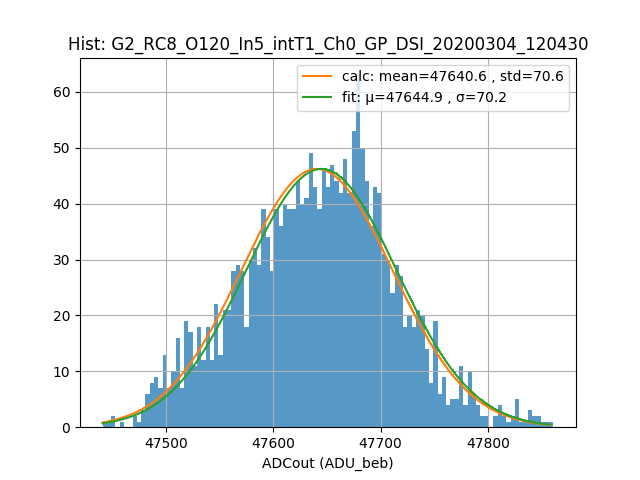 Hist: G2_RC8_O120_In5_intT1_Ch0_GP_DSI_20200304_120430
calc: mean=47640.6 , std=70.6
fit: μ=47644.9 , σ=70.2
60
50
40
30
20
10
0
47500 47600 47700 47800
ADCout (ADU_beb)